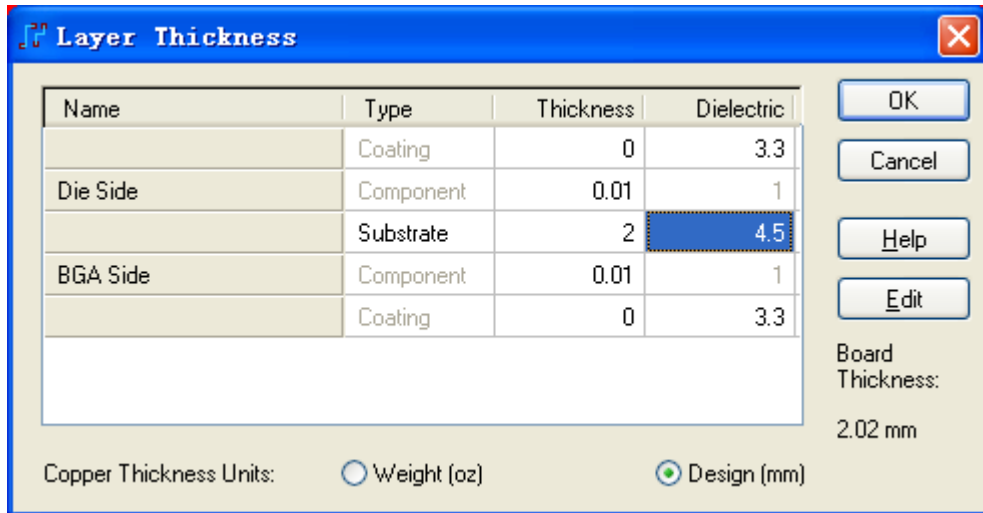 Layer Thickness
Name Type Thickness Dielectric
Coating 0 3.3
Die Side Component 0.01 1
Substrate 2 4.5
BGA Side Component 0.01 1
Coating 0 3.3
OK
Cancel
Help
Edit
Board
Thickness:
2.02 mm
Copper Thickness Units: Weight (oz) Design (mm)